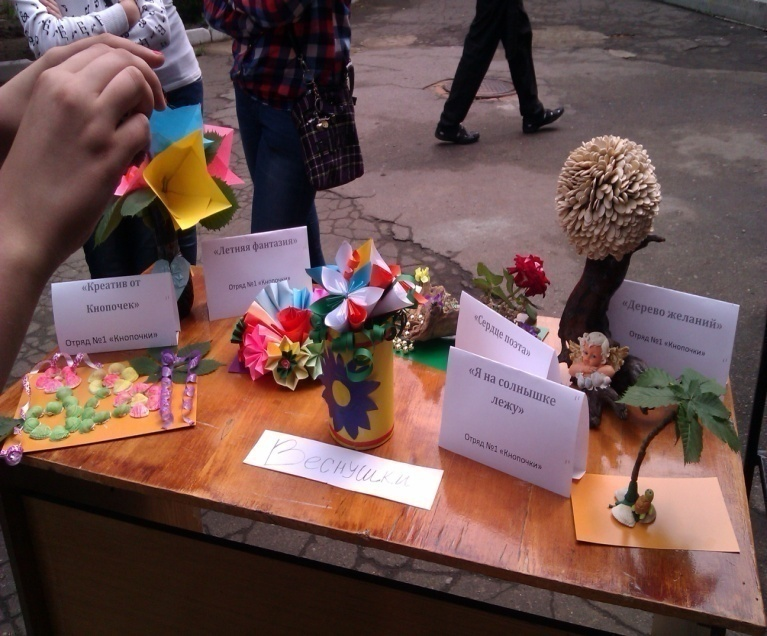 «Креатив от
Кнопочек»
Отряд №1 «Кнопочки»
«Летняя фантазия»
Отряд №1 «Кнопочки»
«Сердце поэта»
«Дерево желаний»
Отряд №1 «Кнопочки»
«Я на солнышке
лежу»
Отряд №1 «Кнопочки»
Веснушки